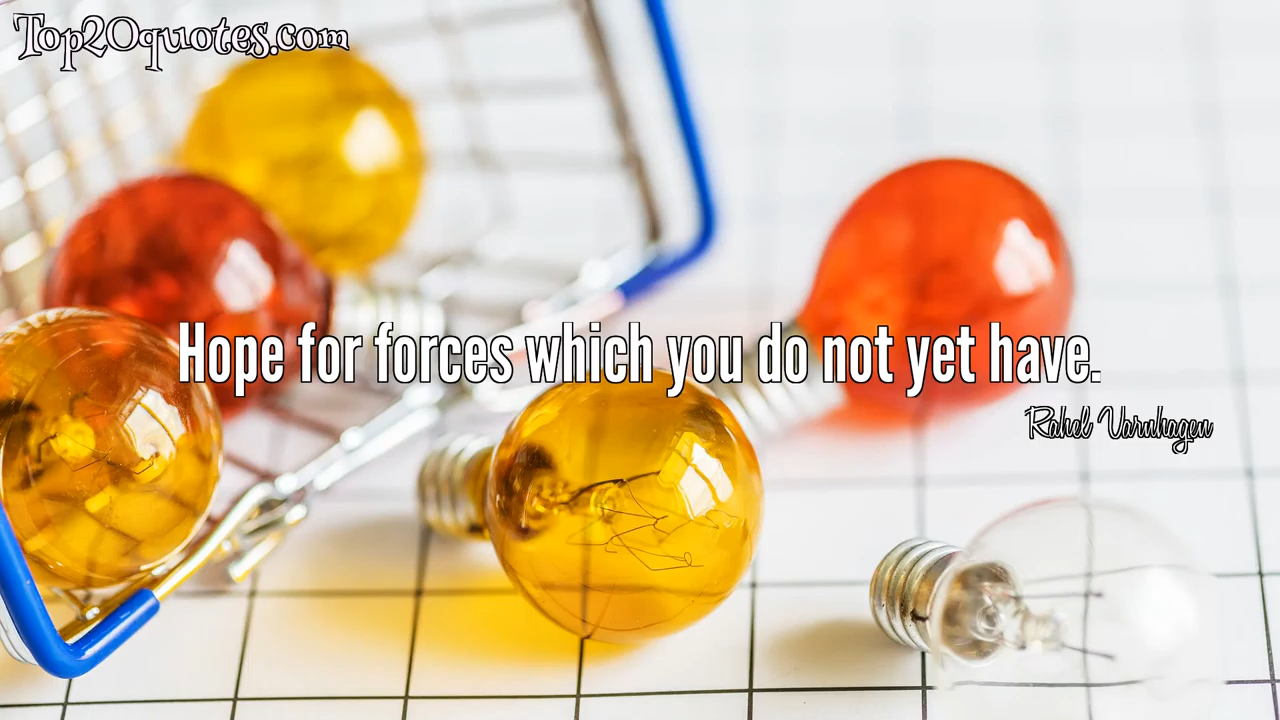 Top20quotes.com
Hope for forces which you do not yet have.
Rahel Varnhagen